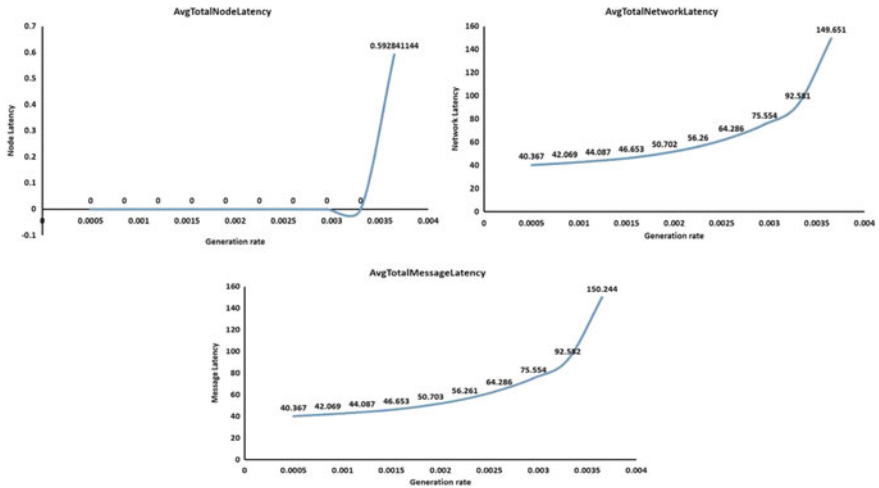 AvgTotalNodeLatency
0.7
0.6
0.5
0.4
0.3
0.2
0.1
0
-0.1
Node Latency
0 0 0 0 0 0 0 0 0
0.592841144
0 0.0005 0.001 0.0015 0.002 0.0025 0.003 0.0035 0.004
Generation rate
AvgTotalNetworkLatency
160
140
120
100
80
60
40
20
0
Network Latency
40.367 42.069 44.087 46.653 50.702 56.26 64.286 75.554 92.581 149.651
0 0.0005 0.001 0.0015 0.002 0.0025 0.003 0.0035 0.004
Generation rate
AvgTotalMessageLatency
160
140
120
100
80
60
40
20
0
Message Latency
40.367 42.069 44.087 46.653 50.703 56.261 64.286 75.554 92.582 150.244
0 0.0005 0.001 0.0015 0.002 0.0025 0.003 0.0035 0.004
Generation rate